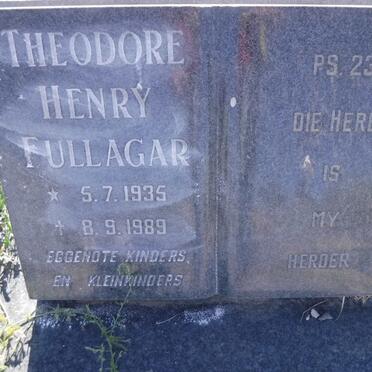 THEODORE
HENRY
FULLAGAR
* 5.7.1935
✝ 8.9.1989
EGGENOTE KINDERS,
EN KLEINKINDERS
PS. 23
DIE HERE
IS
MY
HERDER